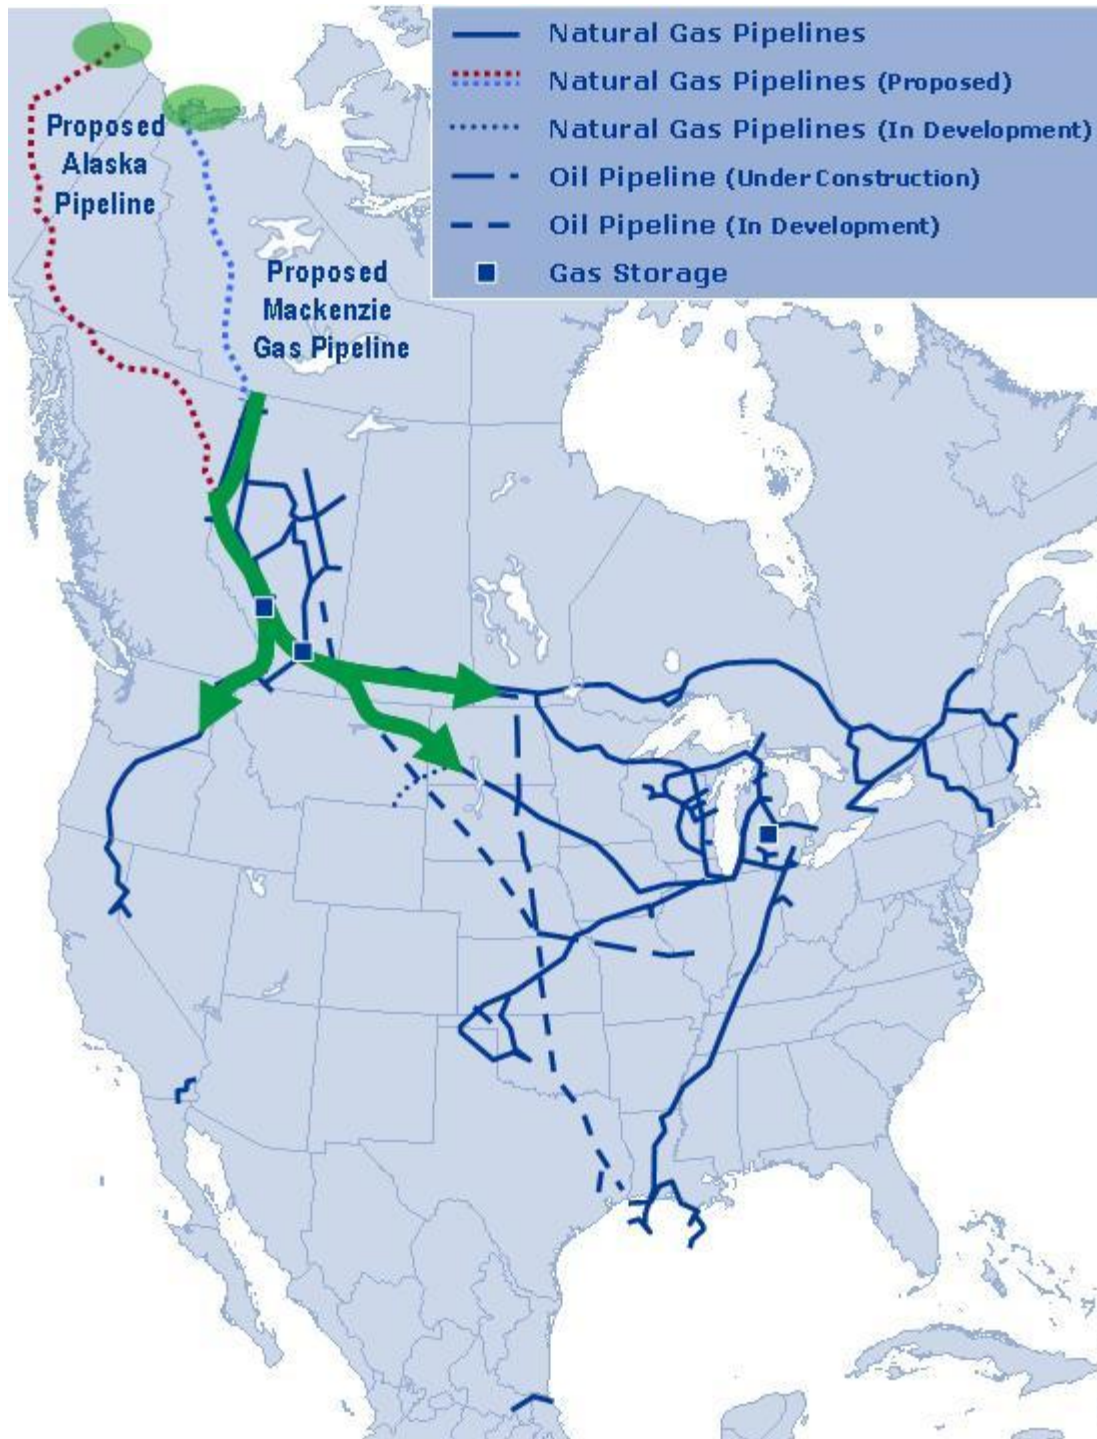 Natural Gas Pipelines
Natural Gas Pipelines (Proposed)
Natural Gas Pipelines (In Development)
Oil Pipeline (Under Construction)
Oil Pipeline (In Development)
Gas Storage
Proposed
Alaska
Pipeline
Proposed
Mackenzie
Gas Pipeline